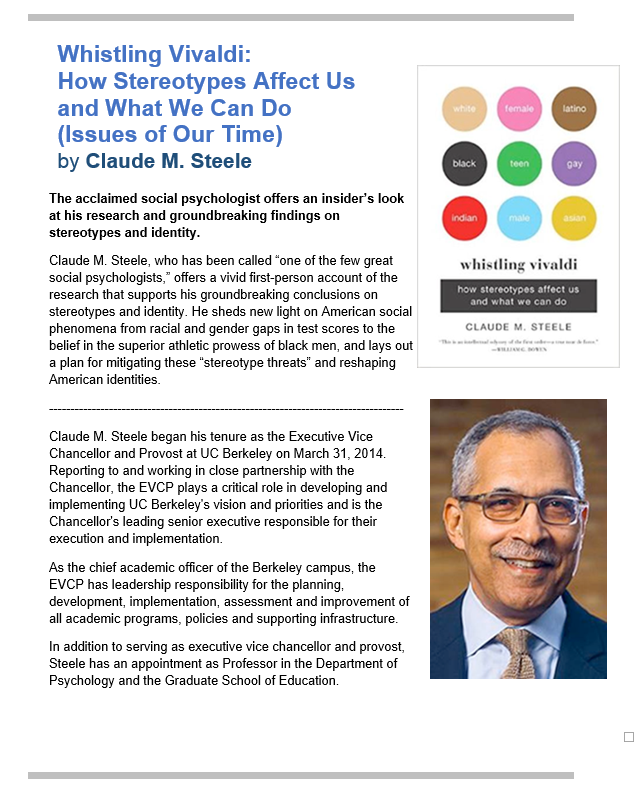 Whistling Vivaldi:
How Stereotypes Affect Us
and What We Can Do
(Issues of Our Time)
by Claude M. Steele
The acclaimed social psychologist offers an insider’s look
at his research and groundbreaking findings on
stereotypes and identity.
Claude M. Steele, who has been called “one of the few great
social psychologists,” offers a vivid first-person account of the
research that supports his groundbreaking conclusions on
stereotypes and identity. He sheds new light on American social
phenomena from racial and gender gaps in test scores to the
belief in the superior athletic prowess of black men, and lays out
a plan for mitigating these “stereotype threats” and reshaping
American identities.
Claude M. Steele began his tenure as the Executive Vice
Chancellor and Provost at UC Berkeley on March 31, 2014.
Reporting to and working in close partnership with the
Chancellor, the EVCP plays a critical role in developing and
implementing UC Berkeley’s vision and priorities and is the
Chancellor’s leading senior executive responsible for their
execution and implementation.
As the chief academic officer of the Berkeley campus, the
EVCP has leadership responsibility for the planning,
development, implementation, assessment and improvement of
all academic programs, policies and supporting infrastructure.
In addition to serving as executive vice chancellor and provost,
Steele has an appointment as Professor in the Department of
Psychology and the Graduate School of Education.
white female latino
black teen gay
indian male asian
whistling vivaldi
how stereotypes affect us
and what we can do
CLAUDE M. STEELE
"This is an intellectual odyssey of the first order—a true tour de force."
—WILLIAM G. BOWEN